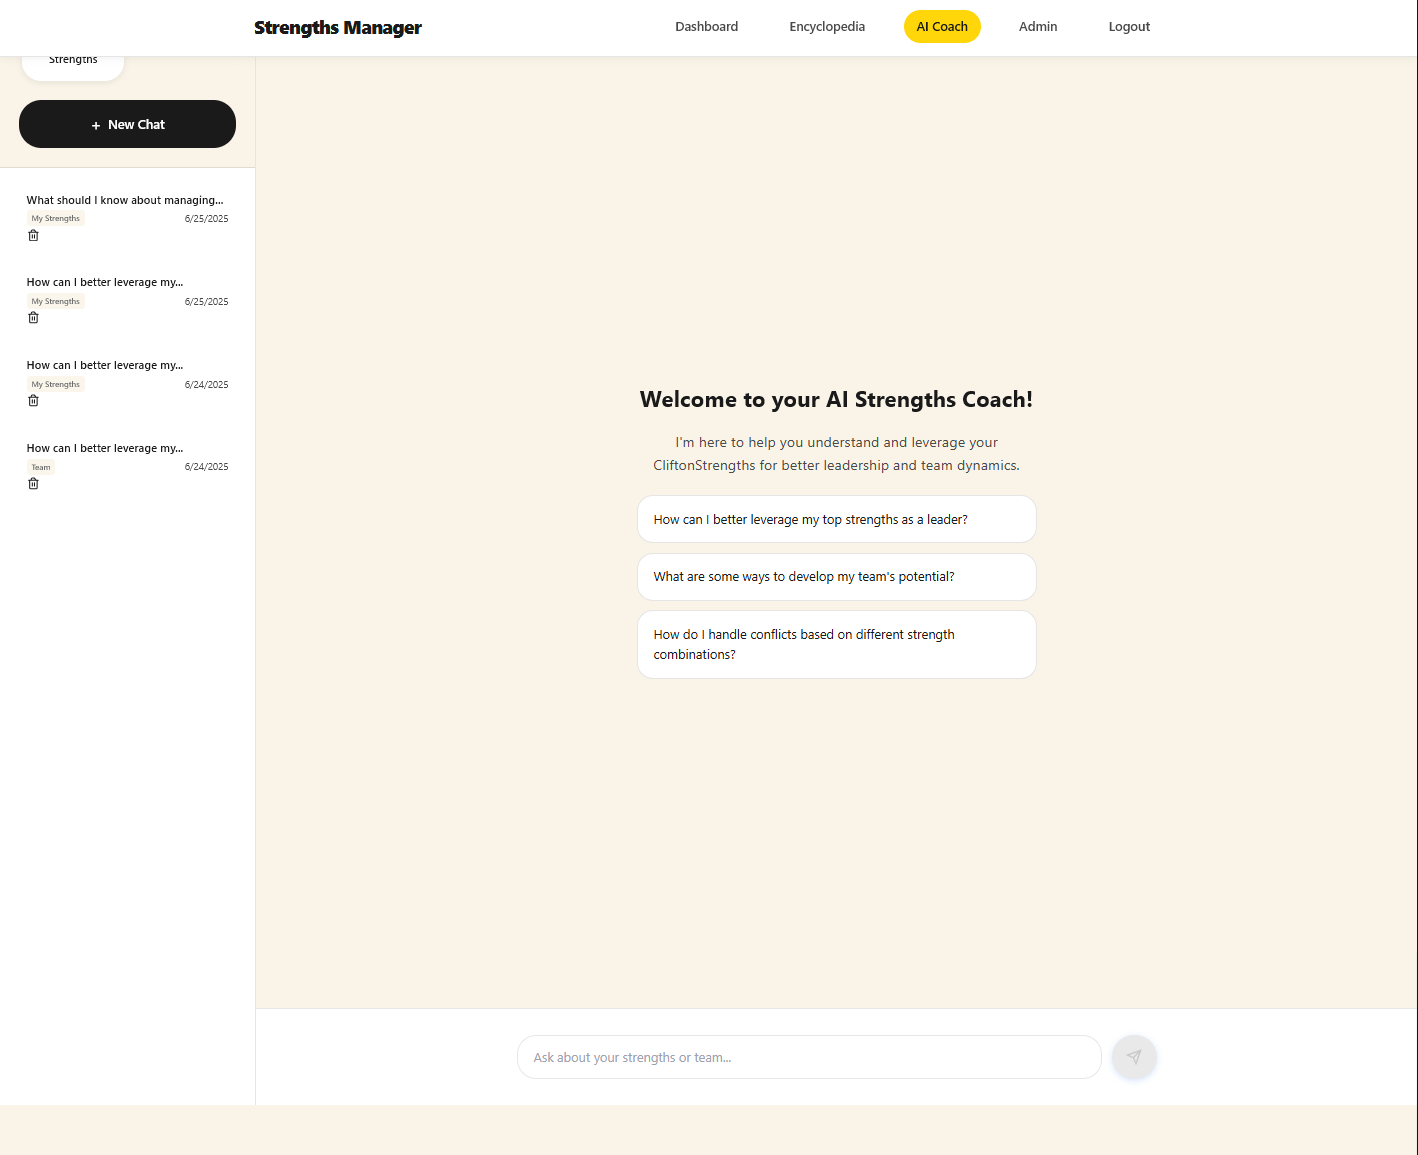 Strengths Manager
Dashboard
Encyclopedia
AI Coach
Admin
Logout
Strengths
+ New Chat
What should I know about managing...
My Strengths
6/25/2025
How can I better leverage my...
My Strengths
6/25/2025
How can I better leverage my...
My Strengths
6/24/2025
How can I better leverage my...
Team
6/24/2025
Welcome to your AI Strengths Coach!
I'm here to help you understand and leverage your
CliftonStrengths for better leadership and team dynamics.
How can I better leverage my top strengths as a leader?
What are some ways to develop my team's potential?
How do I handle conflicts based on different strength
combinations?
Ask about your strengths or team...